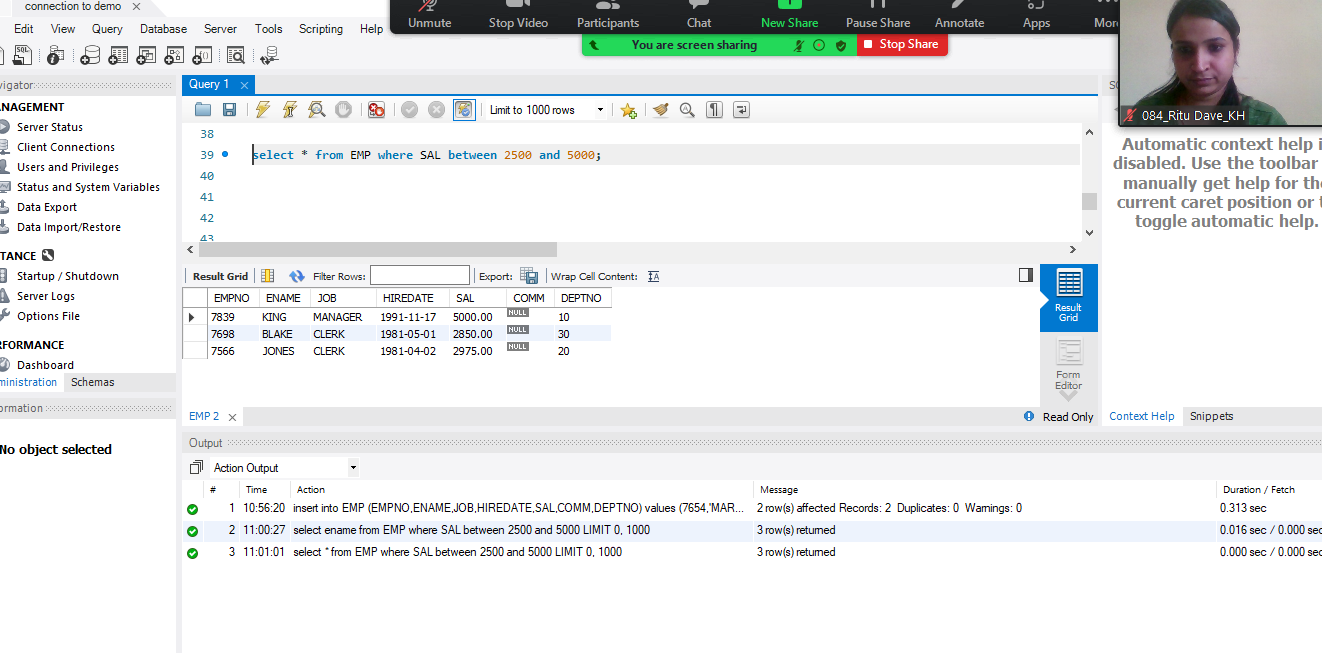 connection to demo
Unmute Stop Video Participants Chat New Share Pause Share Annotate Apps
Edit View Query Database Server Tools Scripting Help
You are screen sharing Stop Share
Query 1
084_Ritu Dave_KH
Limit to 1000 rows
38
39 select * from EMP where SAL between 2500 and 5000;
40
41
42
43
Server Status
Client Connections
Users and Privileges
Status and System Variables
Data Export
Data Import/Restore
Startup / Shutdown
Server Logs
Options File
Dashboard
Schemas
No object selected
Automatic context help
disabled. Use the toolbar
manually get help for
current caret position or
toggle automatic help.
Result Grid Filter Rows: Export: Wrap Cell Content:
EMPNO ENAME JOB HIREDATE SAL COMM DEPTNO
7839 KING MANAGER 1991-11-17 5000.00 NULL 10
7698 BLAKE CLERK 1981-05-01 2850.00 NULL 30
7566 JONES CLERK 1981-04-02 2975.00 NULL 20
Result
Grid
Form
Editor
EMP 2 Read Only Context Help Snippets
Output
Action Output
# Time Action Message Duration / Fetch
1 10:56:20 insert into EMP (EMPNO,ENAME,JOB,HIREDATE,SAL,COMM,DEPTNO) values (7654,'MAR... 2 row(s) affected Records: 2 Duplicates: 0 Warnings: 0 0.313 sec
2 11:00:27 select ename from EMP where SAL between 2500 and 5000 LIMIT 0, 1000 3 row(s) returned 0.016 sec / 0.000 sec
3 11:01:01 select * from EMP where SAL between 2500 and 5000 LIMIT 0, 1000 3 row(s) returned 0.000 sec / 0.000 sec